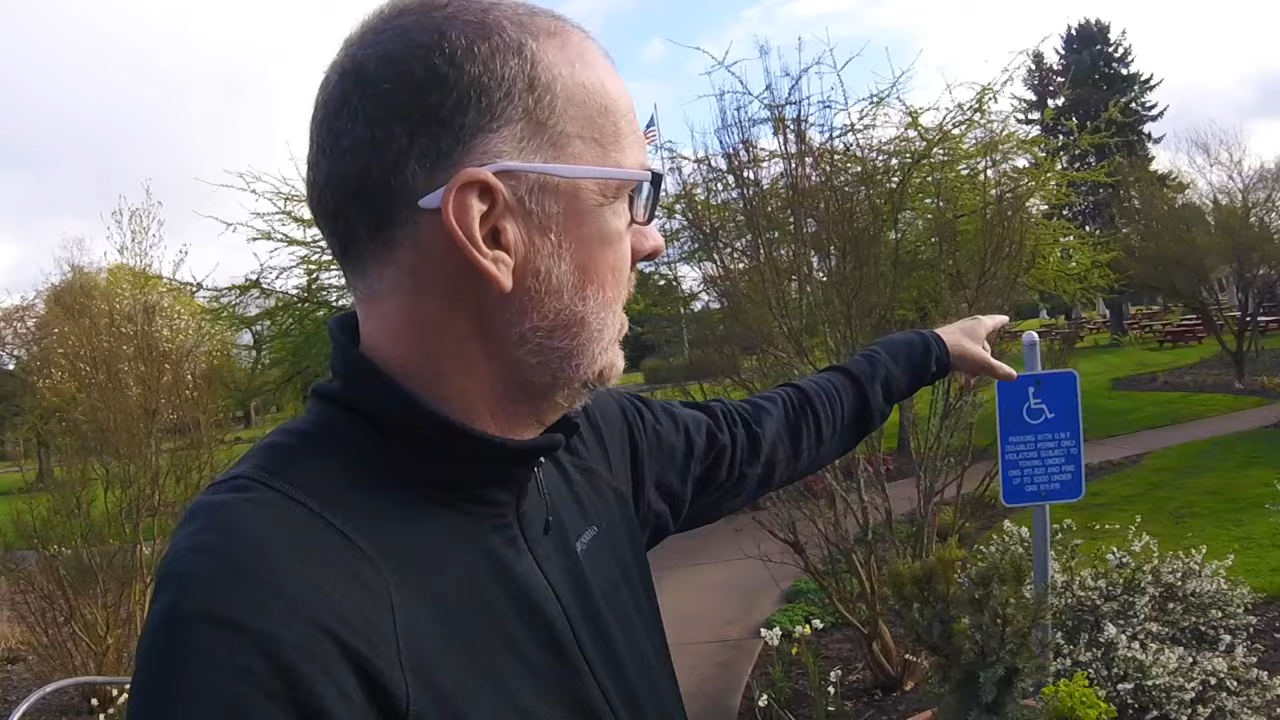 PARKING WITH D.M.V
DISABLED PERMIT ONLY
VIOLATORS SUBJECT TO
TOWING UNDER
ORS 811.620 AND FINE
UP TO $300 UNDER
ORS 811.615